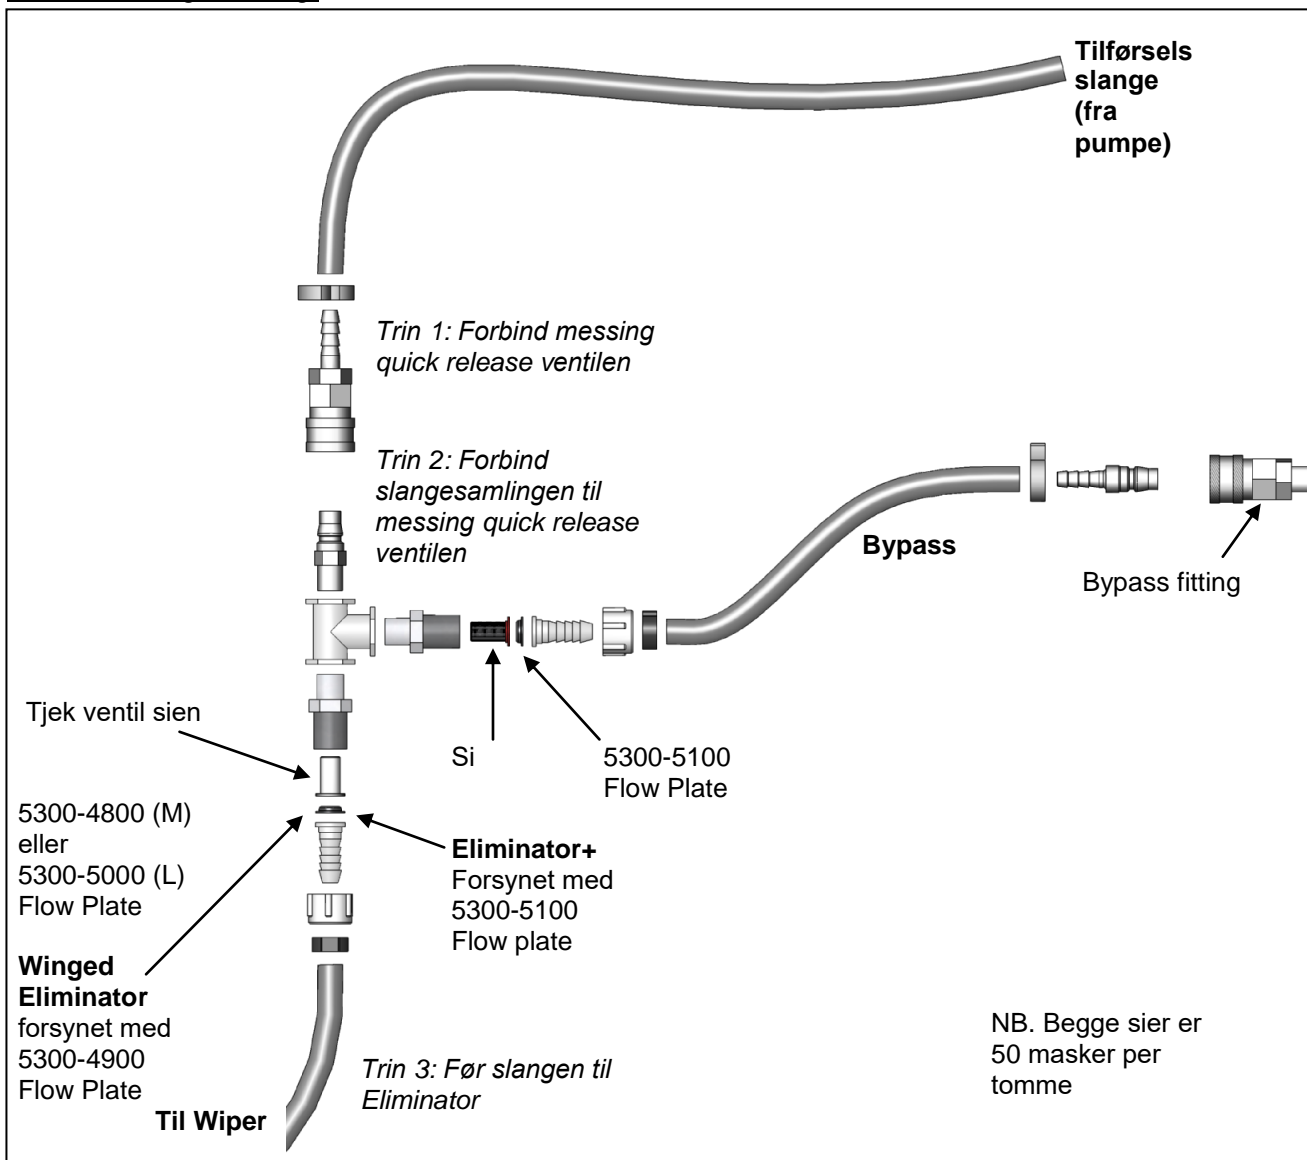 Tilførsels
slange
(fra
pumpe)
Trin 1: Forbind messing
quick release ventilen
Trin 2: Forbind
slangesamlingen til
messing quick release
ventilen
Bypass
Bypass fitting
Tjek ventil sien
Si
5300-5100
Flow Plate
5300-4800 (M)
eller
5300-5000 (L)
Flow Plate
Eliminator+
Forsynet med
5300-5100
Flow plate
Winged
Eliminator
forsynet med
5300-4900
Flow Plate
Trin 3: Før slangen til
Eliminator
Til Wiper
NB. Begge sier er
50 masker per
tomme